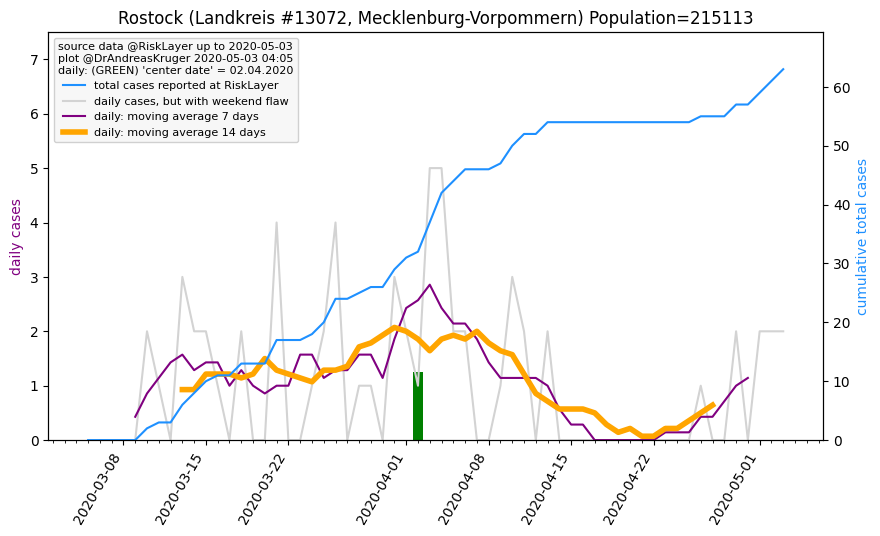 Rostock (Landkreis #13072, Mecklenburg-Vorpommern) Population=215113
source data @RiskLayer up to 2020-05-03
plot @DrAndreasKruger 2020-05-03 04:05
daily: (GREEN) 'center date' = 02.04.2020
total cases reported at RiskLayer
daily cases, but with weekend flaw
daily: moving average 7 days
daily: moving average 14 days
daily cases
7
6
5
4
3
2
1
0
cumulative total cases
60
50
40
30
20
10
0
2020-03-08
2020-03-15
2020-03-22
2020-04-01
2020-04-08
2020-04-15
2020-04-22
2020-05-01